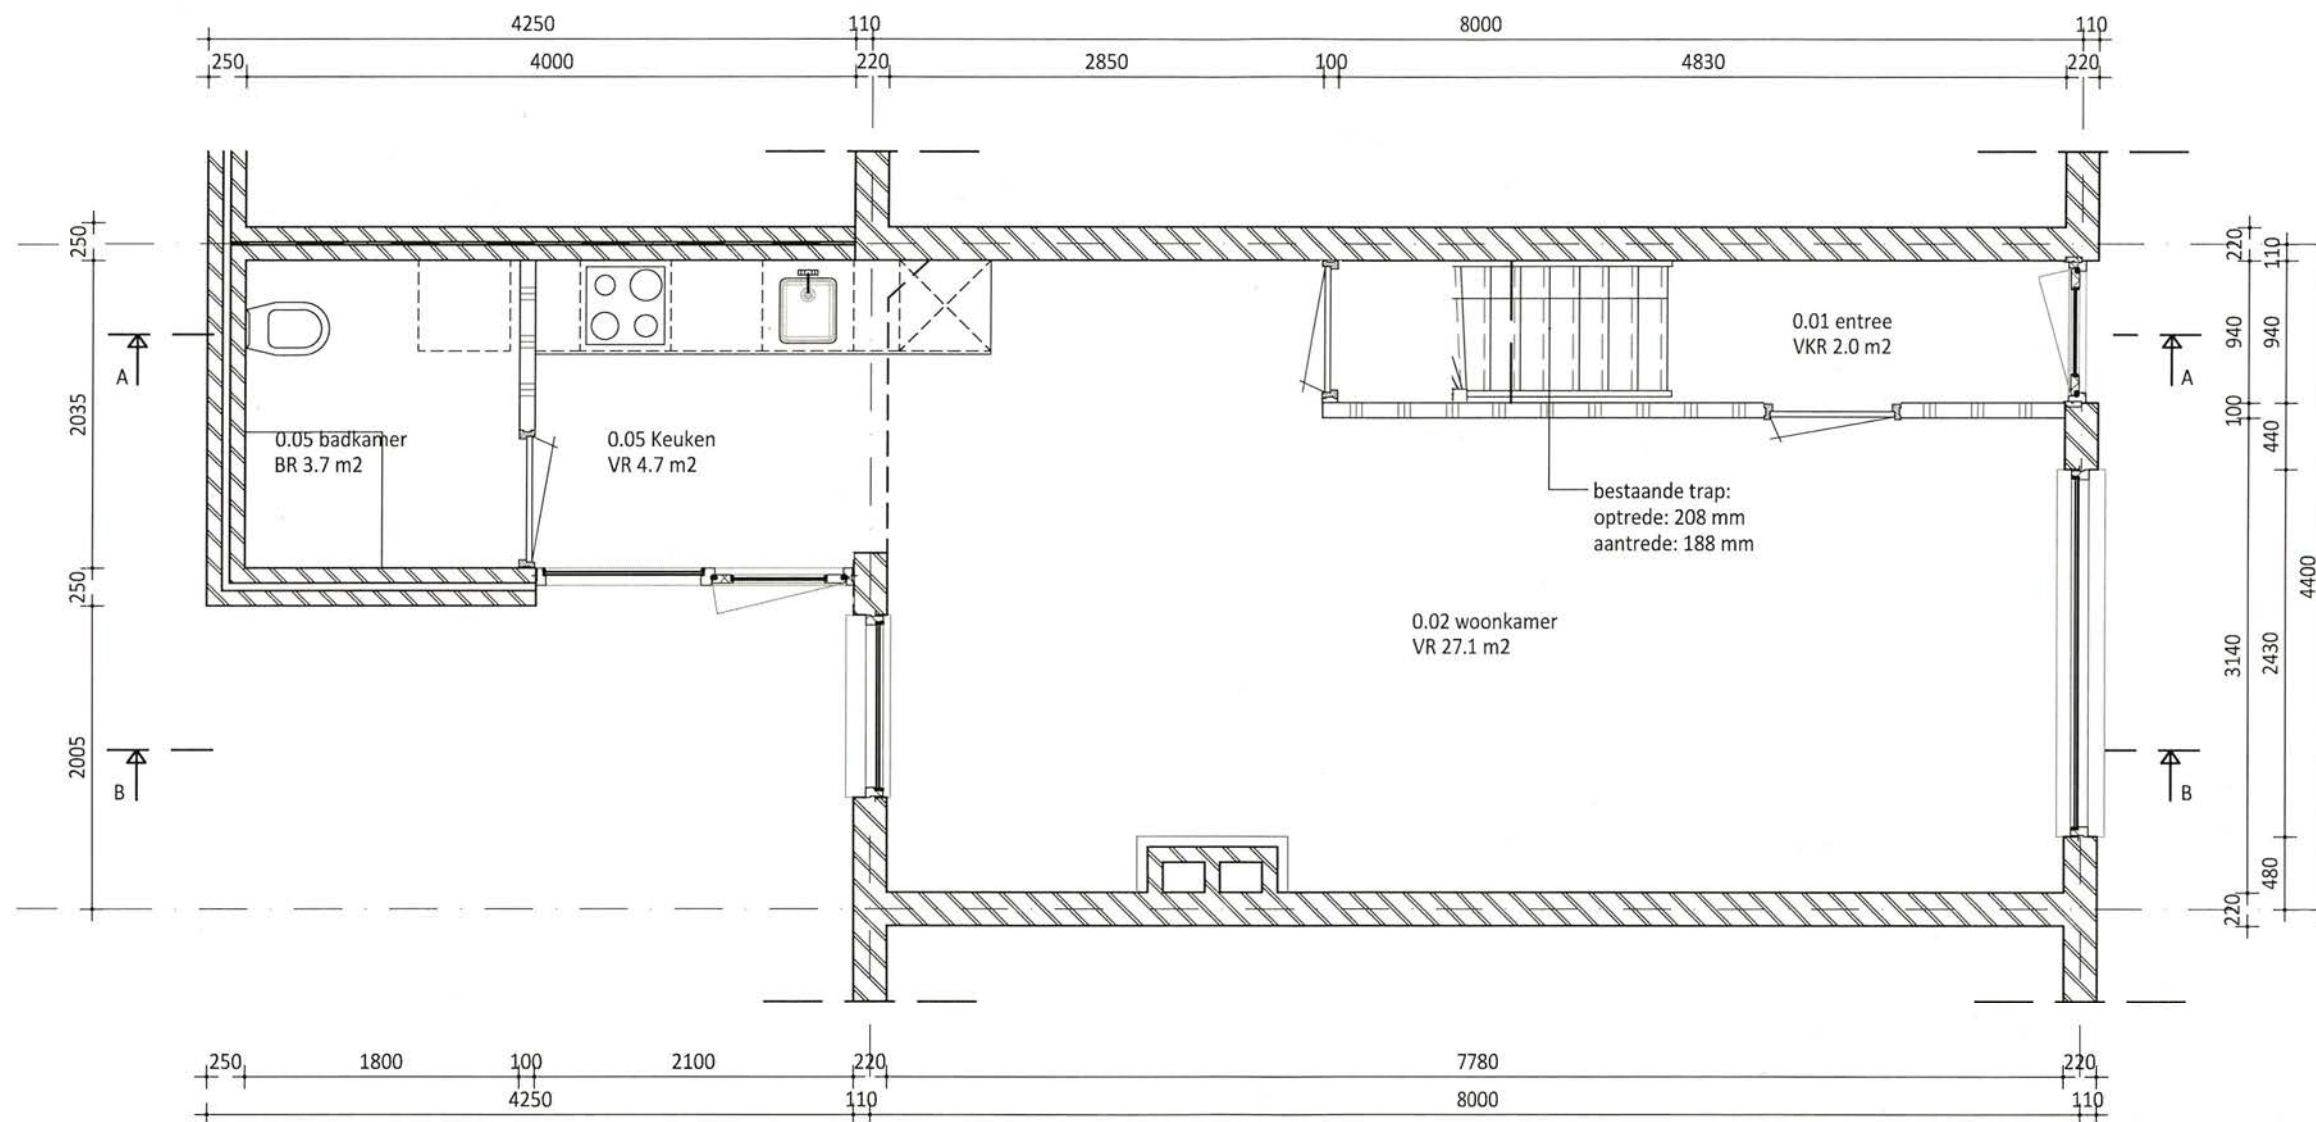 4250 110 8000 110
250 4000 220 2850 100 4830 220
250
2035
250
2005
220
940
100
3140
220
110
940
440
2430
480
4400
A
A
B
B
0.01 entree
VKR 2.0 m2
0.05 badkamer
BR 3.7 m2
0.05 Keuken
VR 4.7 m2
bestaande trap:
optrede: 208 mm
aantrede: 188 mm
0.02 woonkamer
VR 27.1 m2
250 1800 100 2100 220 7780 220
4250 110 8000 110